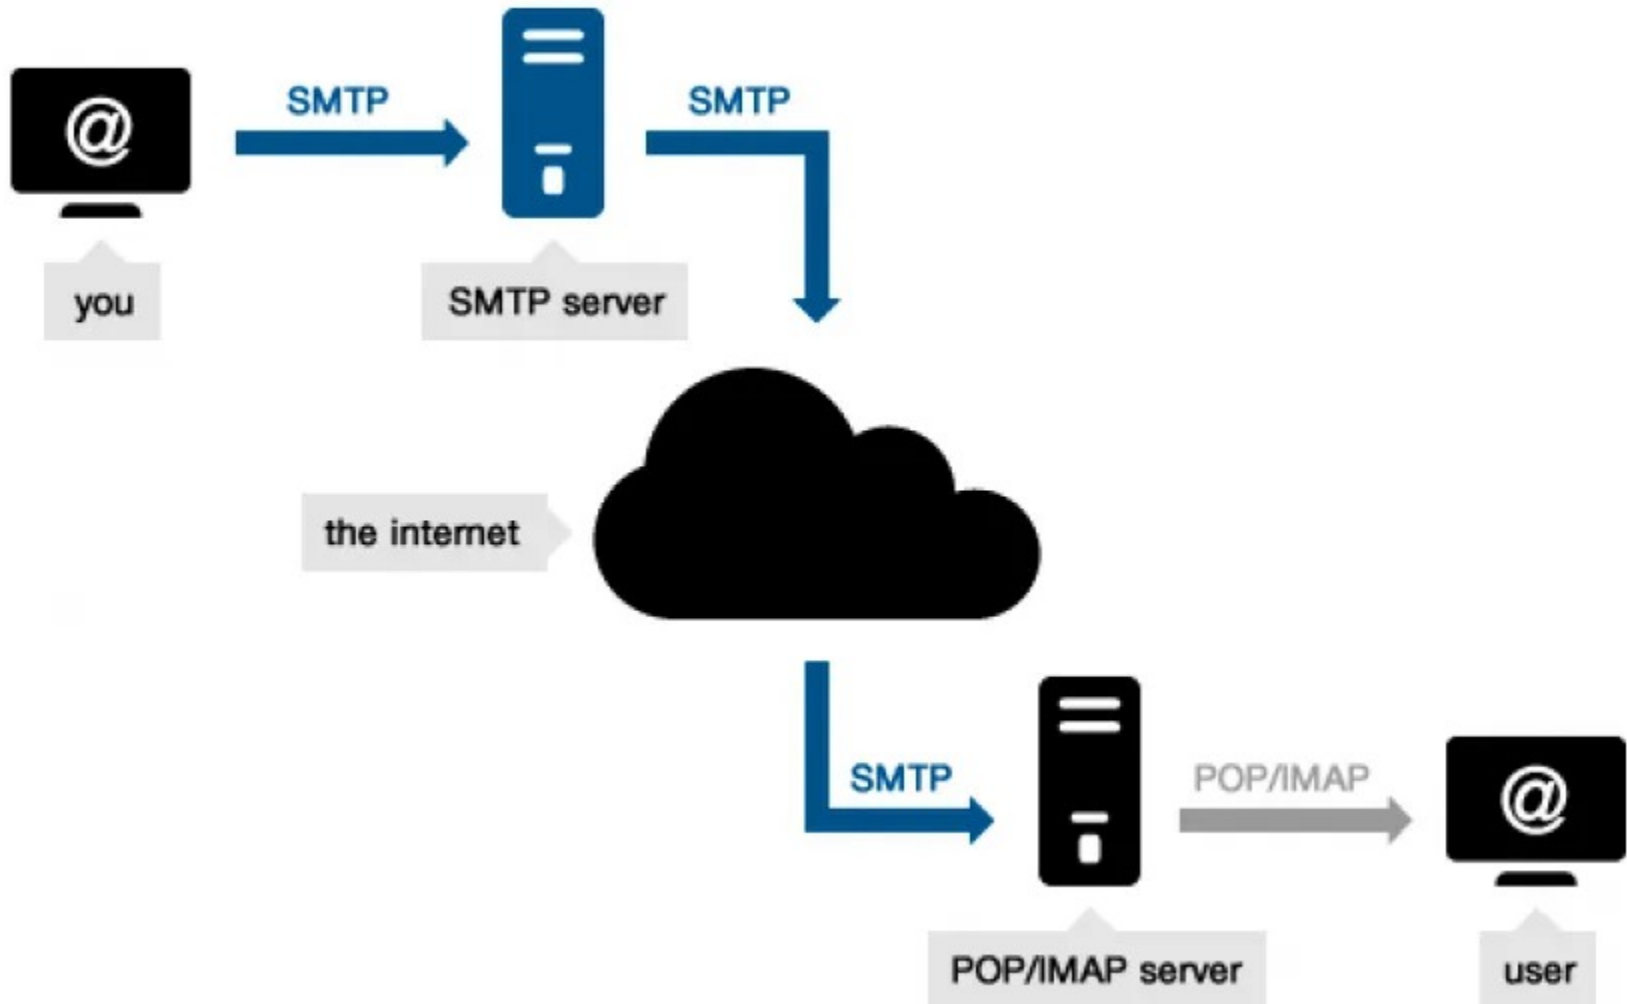 @
SMTP
SMTP
you
SMTP server
the internet
SMTP
POP/IMAP
@
POP/IMAP server
user